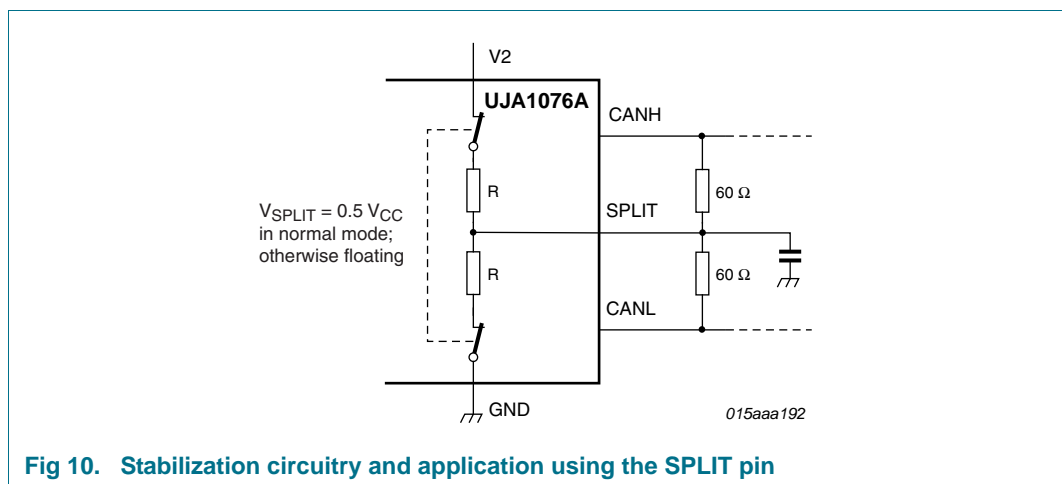 V2
UJA1076A
CANH
R
60 Ω
VSPLIT = 0.5 VCC
in normal mode;
otherwise floating
SPLIT
R
60 Ω
CANL
GND
015aaa192
Fig 10. Stabilization circuitry and application using the SPLIT pin